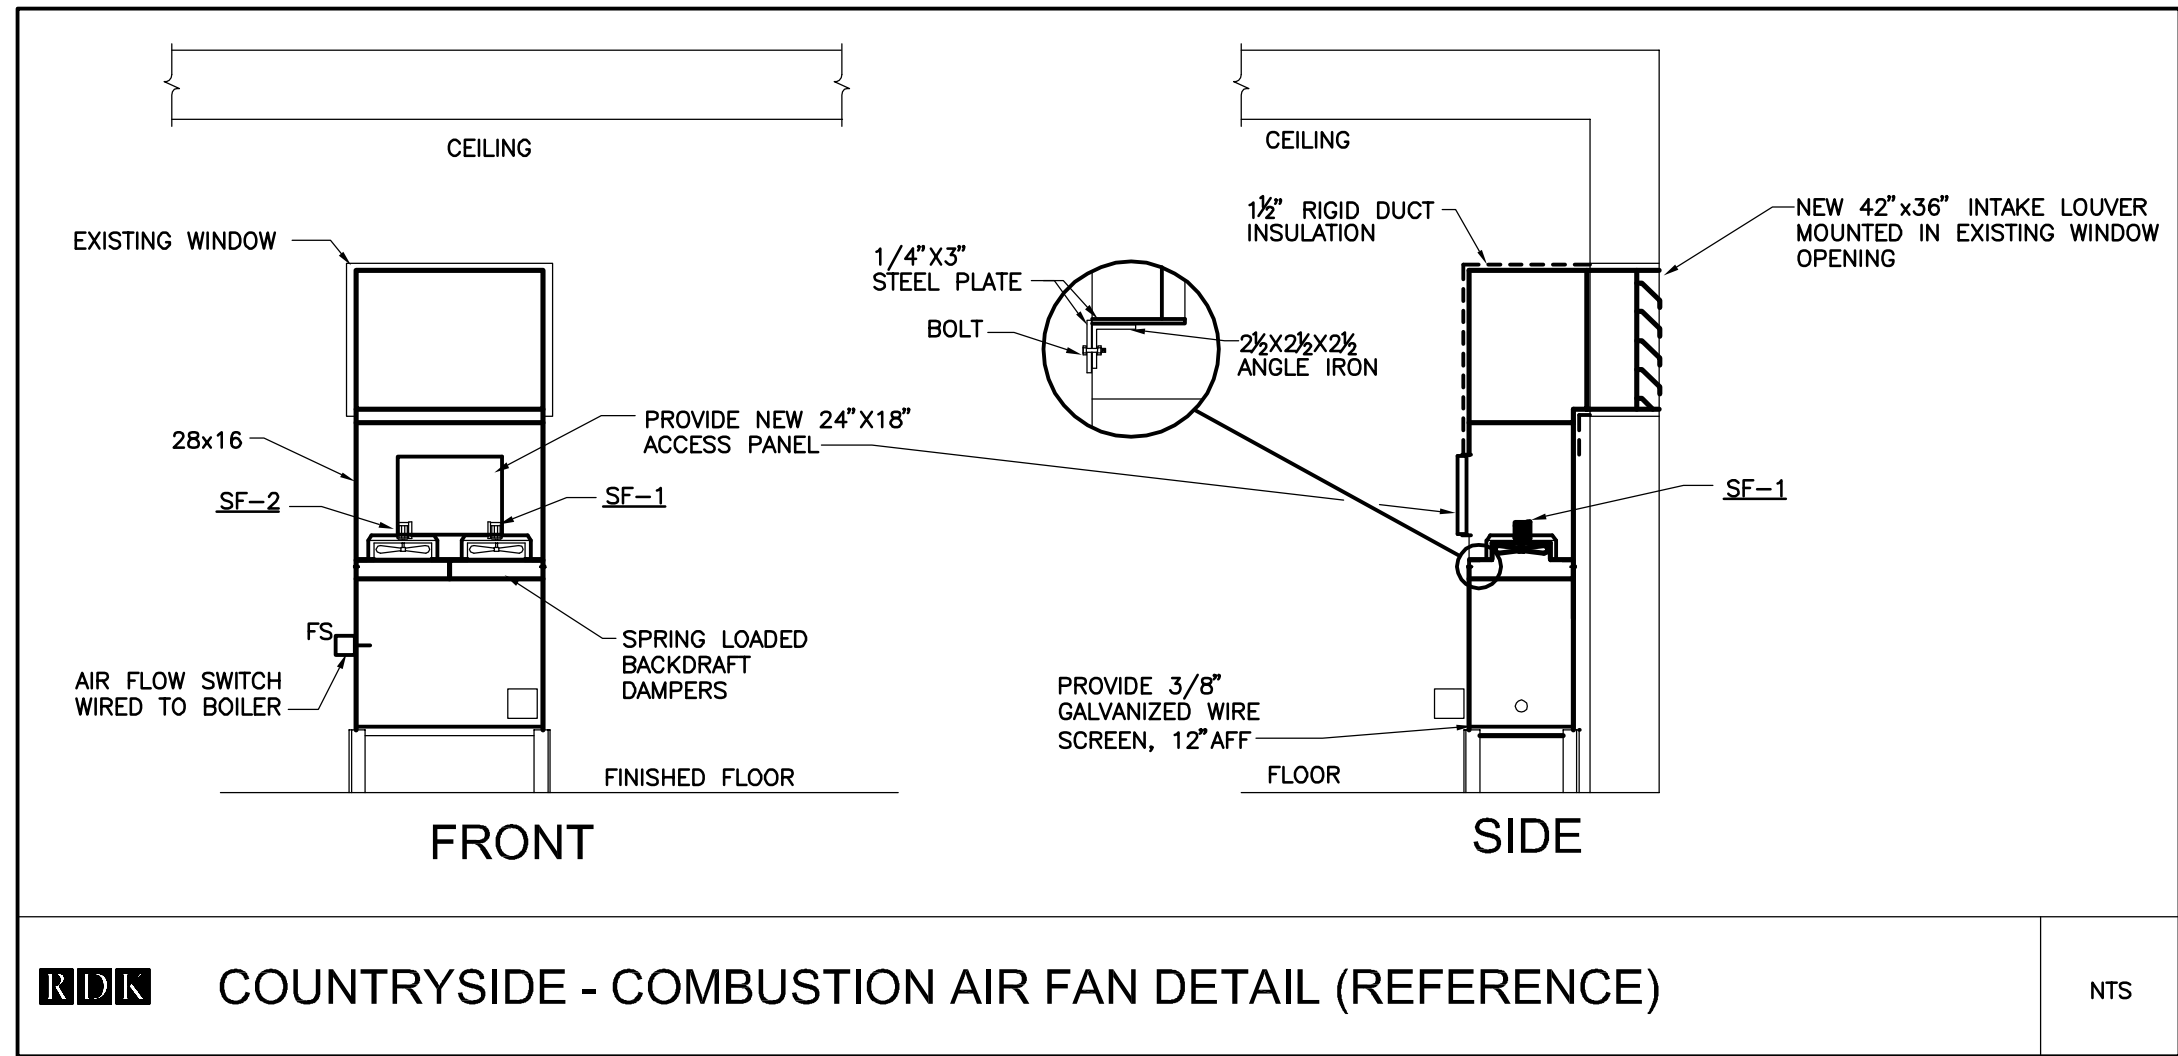 CEILING
EXISTING WINDOW
28x16
SF-2
PROVIDE NEW 24"X18"
ACCESS PANEL
SF-1
FS
AIR FLOW SWITCH
WIRED TO BOILER
SPRING LOADED
BACKDRAFT
DAMPERS
FINISHED FLOOR
FRONT
CEILING
1½" RIGID DUCT
INSULATION
NEW 42"x36" INTAKE LOUVER
MOUNTED IN EXISTING WINDOW
OPENING
1/4"X3"
STEEL PLATE
BOLT
2½X2½X2½
ANGLE IRON
SF-1
PROVIDE 3/8"
GALVANIZED WIRE
SCREEN, 12"AFF
FLOOR
SIDE
RDK
COUNTRYSIDE - COMBUSTION AIR FAN DETAIL (REFERENCE)
NTS